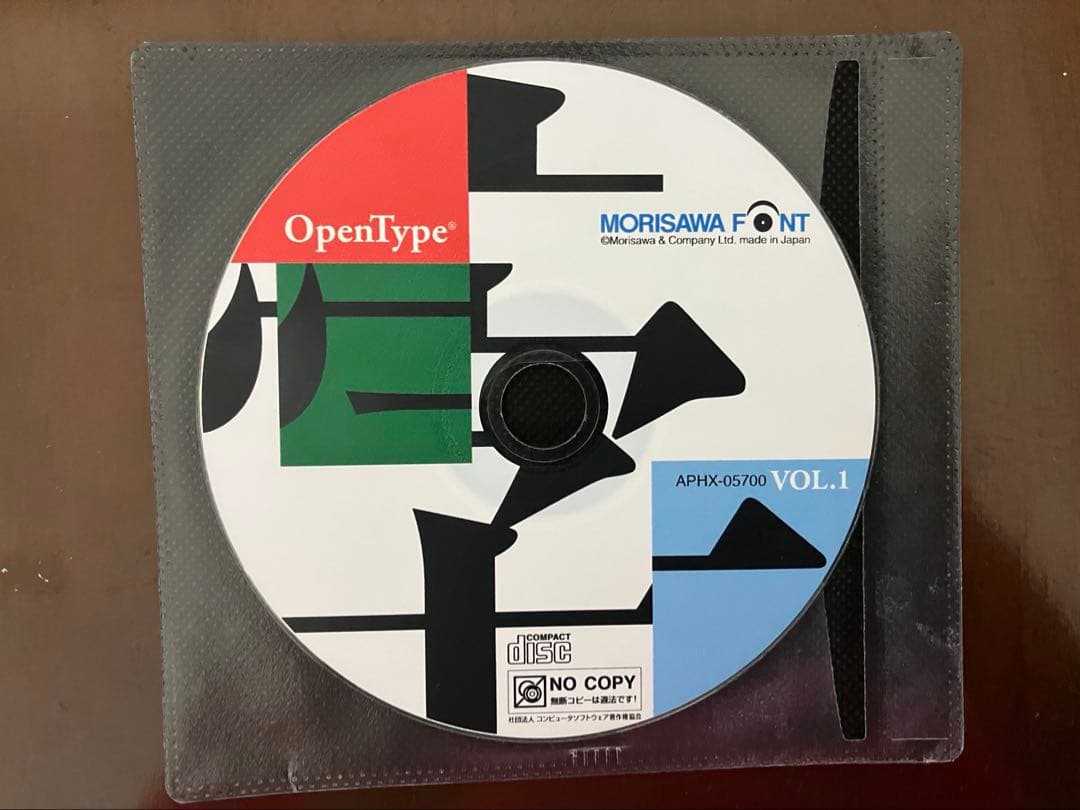 OpenType®
MORISAWA FONT
©Morisawa & Company Ltd. made in Japan
APHX-05700 VOL.1
COMPACT
disc
NO COPY
無断コピーは違法です!
社団法人 コンピュータソフトウェア著作権協会